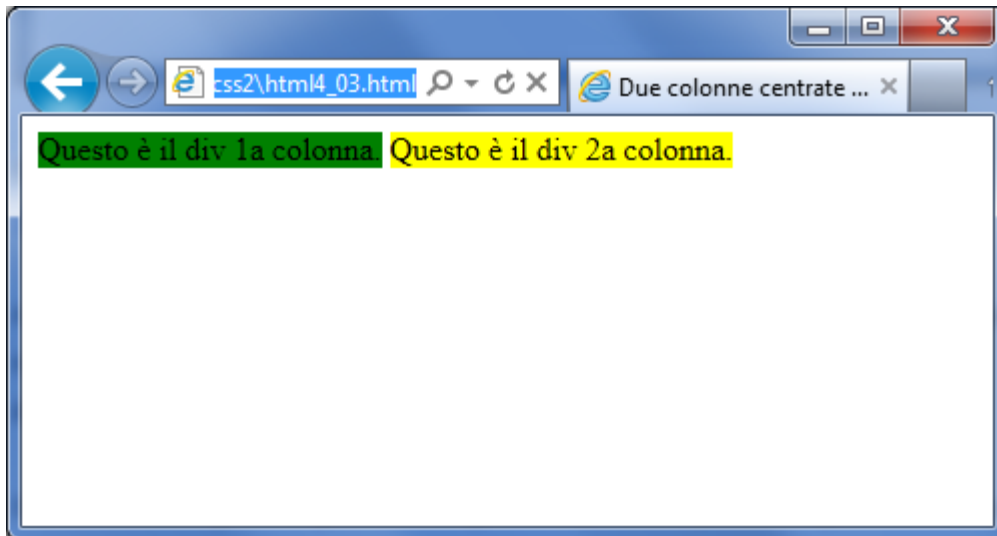 css2\html4_03.html
Due colonne centrate ...
Questo è il div 1a colonna. Questo è il div 2a colonna.